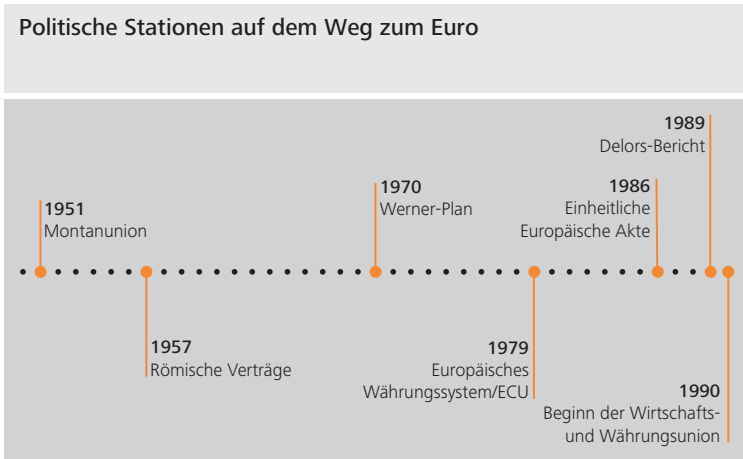 Politische Stationen auf dem Weg zum Euro
1951
Montanunion
1957
Römische Verträge
1970
Werner-Plan
1979
Europäisches
Währungssystem/ECU
1986
Einheitliche
Europäische Akte
1989
Delors-Bericht
1990
Beginn der Wirtschafts-
und Währungsunion